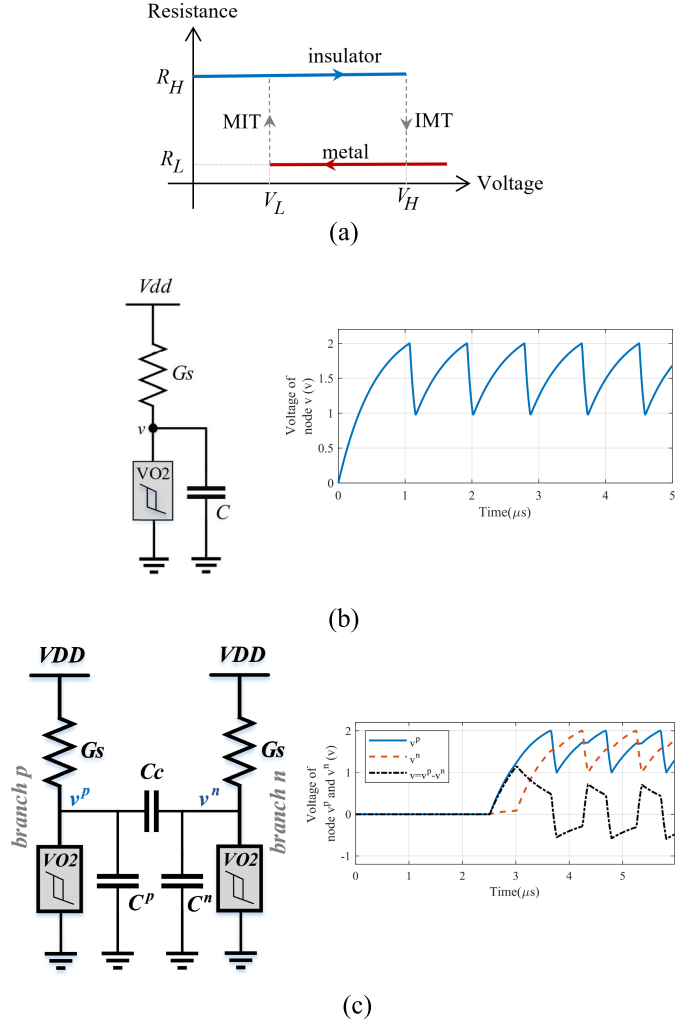 Resistance
insulator
R_H
MIT
IMT
metal
R_L
Voltage
V_L
V_H
(a)
Vdd
Gs
v
VO2
C
Voltage of
node v (v)
2
1.5
1
0.5
0
0 1 2 3 4 5
Time(μs)
(b)
VDD VDD
Gs Gs
Cc
branch p
v^p v^n
branch n
VO2 VO2
C^p C^n
Voltage of
node v^p and v^n (v)
v^p
v^n
v=v^p-v^n
2
1
0
-1
0 1 2 3 4 5
Time(μs)
(c)